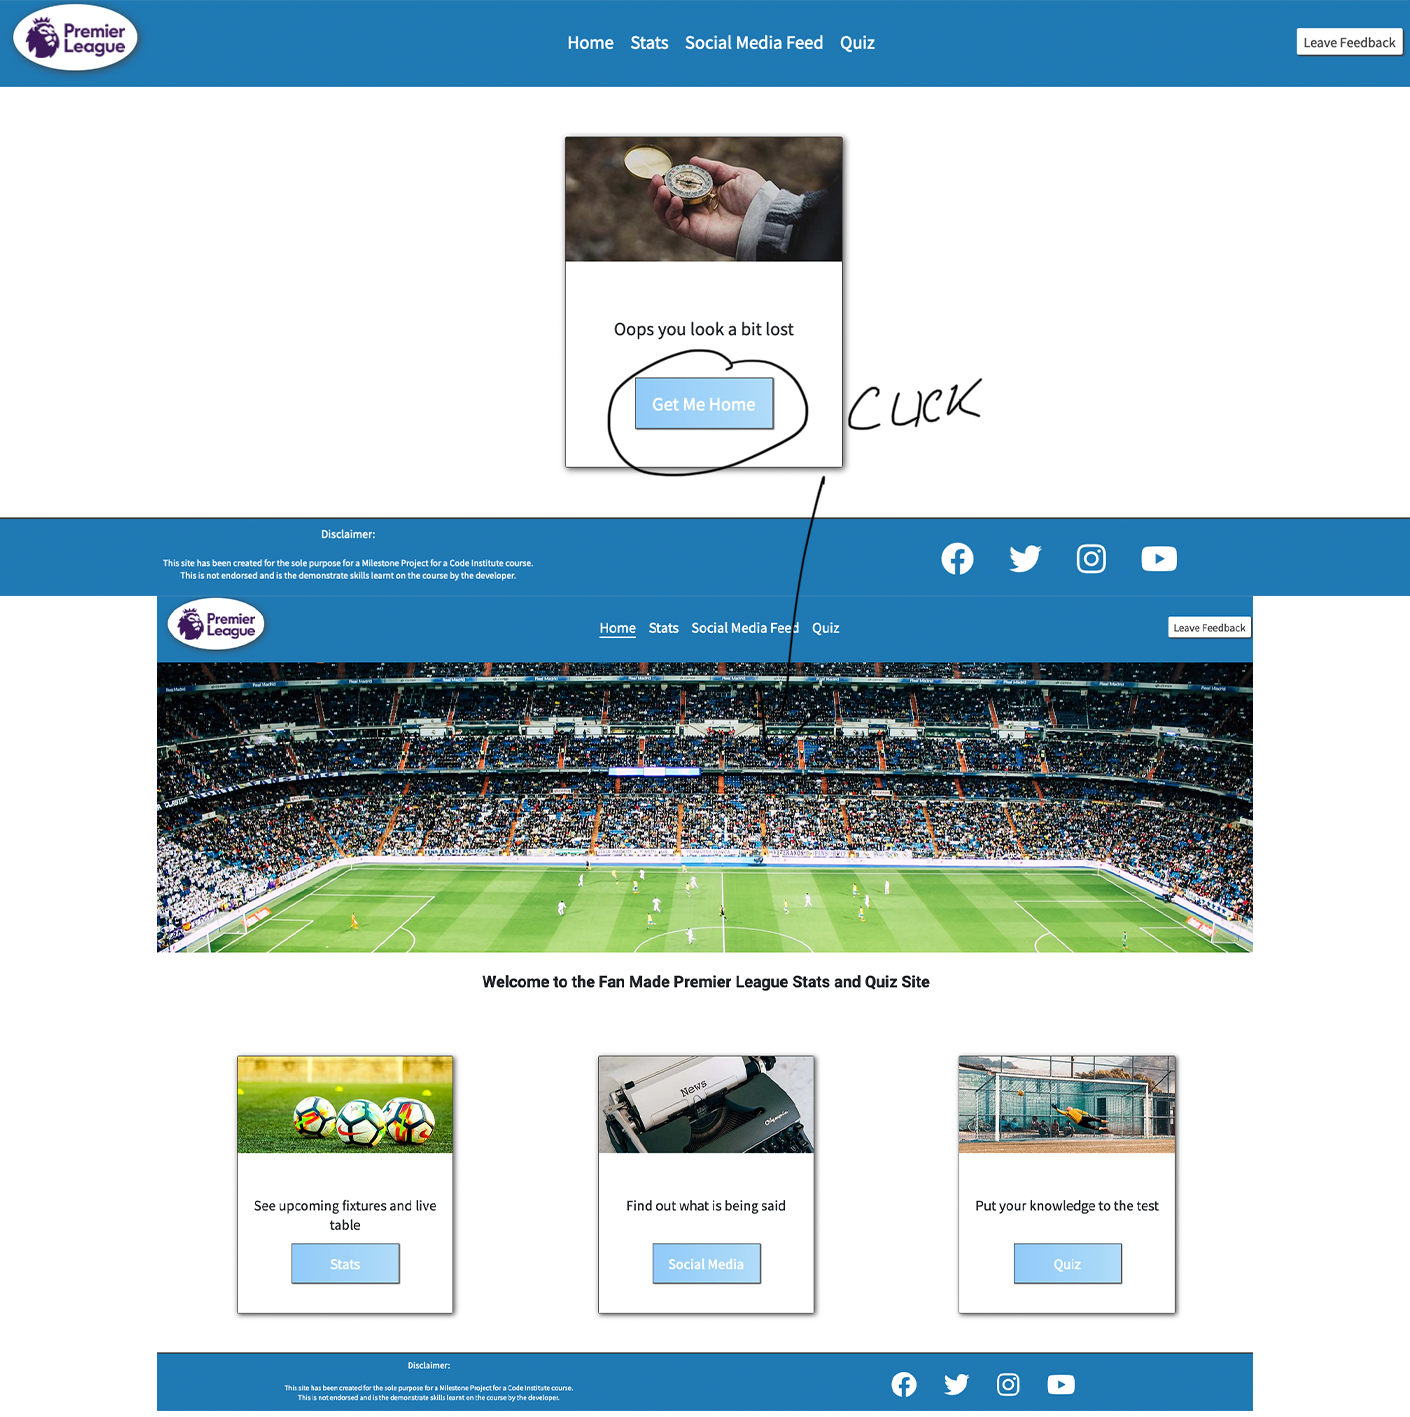 Premier
League
Home Stats Social Media Feed Quiz
Leave Feedback
Oops you look a bit lost
Get Me Home
CLICK
Disclaimer:
This site has been created for the sole purpose for a Milestone Project for a Code Institute course.
This is not endorsed and is the demonstrate skills learnt on the course by the developer.
Premier
League
Home Stats Social Media Feed Quiz
Leave Feedback
Real Madrid
Welcome to the Fan Made Premier League Stats and Quiz Site
See upcoming fixtures and live
table
Stats
News
Olympia
Find out what is being said
Social Media
Put your knowledge to the test
Quiz
Disclaimer:
This site has been created for the sole purpose for a Milestone Project for a Code Institute course.
This is not endorsed and is the demonstrate skills learnt on the course by the developer.